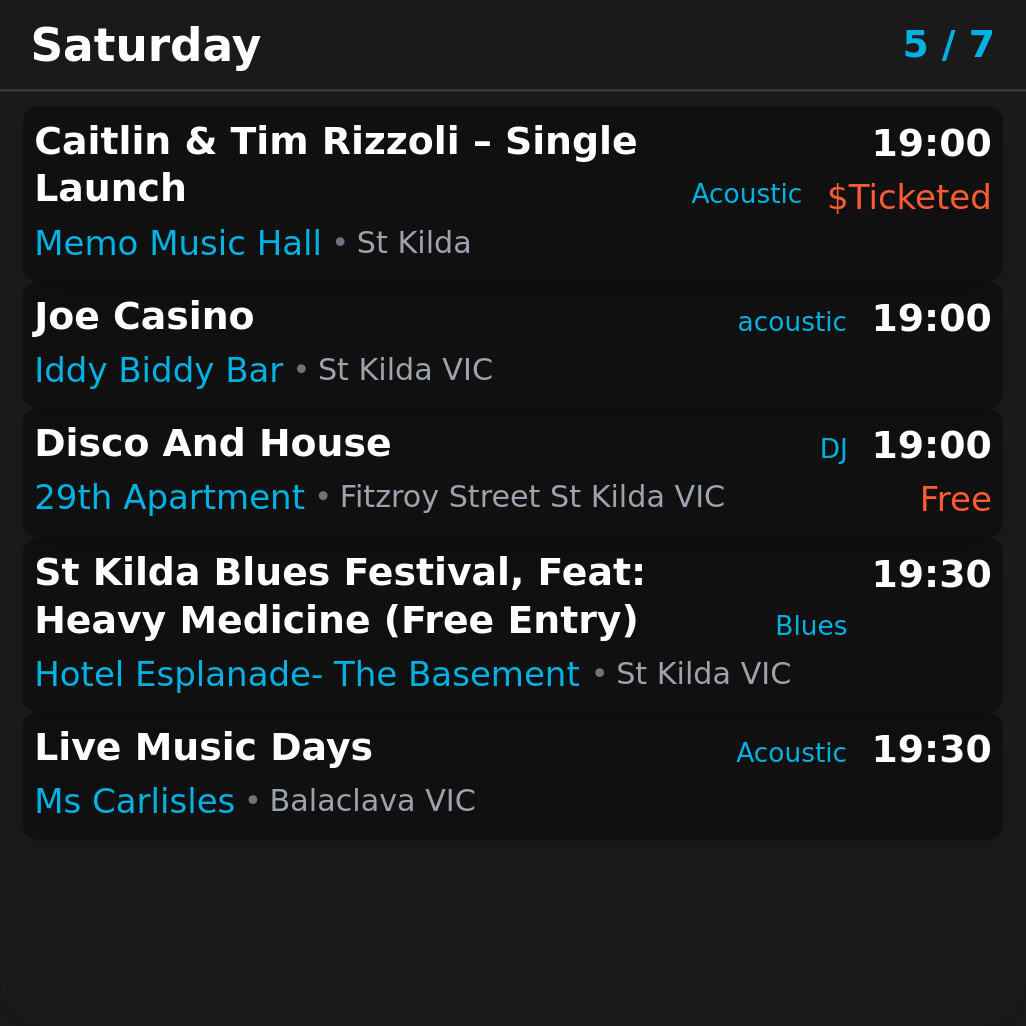 Saturday 5 / 7
Caitlin & Tim Rizzoli – Single 19:00
Launch Acoustic $Ticketed
Memo Music Hall • St Kilda
Joe Casino acoustic 19:00
Iddy Biddy Bar • St Kilda VIC
Disco And House DJ 19:00
29th Apartment • Fitzroy Street St Kilda VIC Free
St Kilda Blues Festival, Feat: 19:30
Heavy Medicine (Free Entry) Blues
Hotel Esplanade- The Basement • St Kilda VIC
Live Music Days Acoustic 19:30
Ms Carlisles • Balaclava VIC